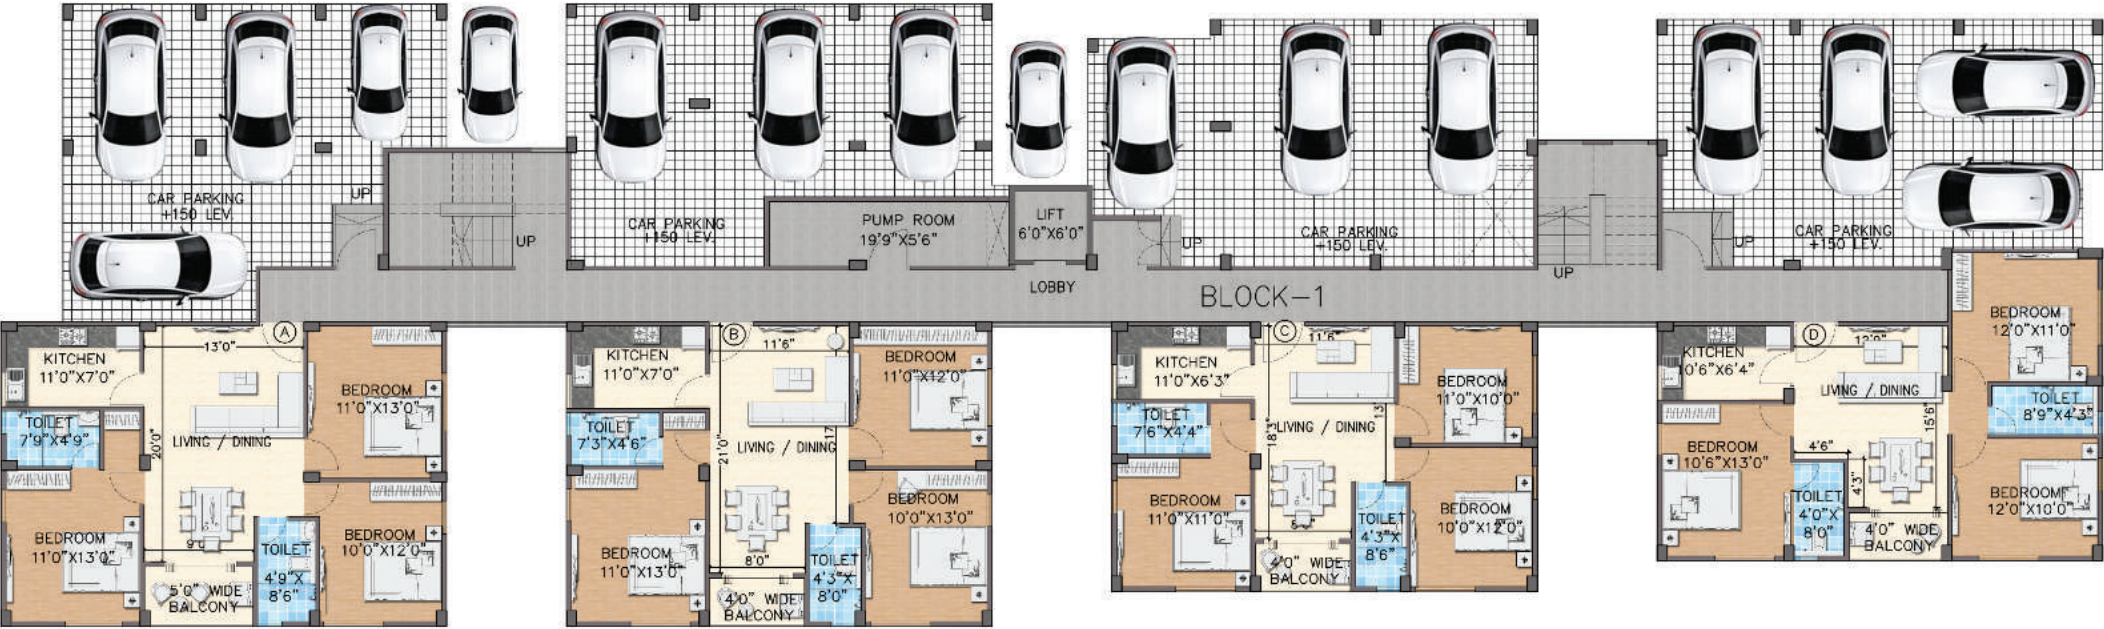 CAR PARKING
+150 LEV.
UP
UP
CAR PARKING
+150 LEV.
PUMP ROOM
19'9"X5'6"
LIFT
6'0"X6'0"
UP
CAR PARKING
+150 LEV.
UP
UP
CAR PARKING
+150 LEV.
LOBBY
BLOCK-1
A
KITCHEN
11'0"X7'0"
13'0"
BEDROOM
11'0"X13'0"
TOILET
7'9"X4'9"
20'0"
LIVING / DINING
BEDROOM
11'0"X13'0"
9'0"
TOILET
4'9"X
8'6"
BEDROOM
10'0"X12'0"
5'0" WIDE
BALCONY
B
KITCHEN
11'0"X7'0"
11'6"
BEDROOM
11'0"X12'0"
TOILET
7'3"X4'6"
21'0"
LIVING / DINING
17
BEDROOM
11'0"X13'0"
8'0"
TOILET
4'3"X
8'0"
BEDROOM
10'0"X13'0"
4'0" WIDE
BALCONY
C
KITCHEN
11'0"X6'3"
11'6"
BEDROOM
11'0"X10'0"
TOILET
7'6"X4'4"
LIVING / DINING
13'
BEDROOM
11'0"X11'0"
TOILET
4'3"X
8'6"
BEDROOM
10'0"X12'0"
4'0" WIDE
BALCONY
D
KITCHEN
10'6"X6'4"
BEDROOM
12'0"X11'0"
LIVING / DINING
TOILET
8'9"X4'3"
15'6"
BEDROOM
10'6"X13'0"
4'6"
4'3"
TOILET
4'0"X
8'0"
BEDROOM
12'0"X10'0"
4'0" WIDE
BALCONY